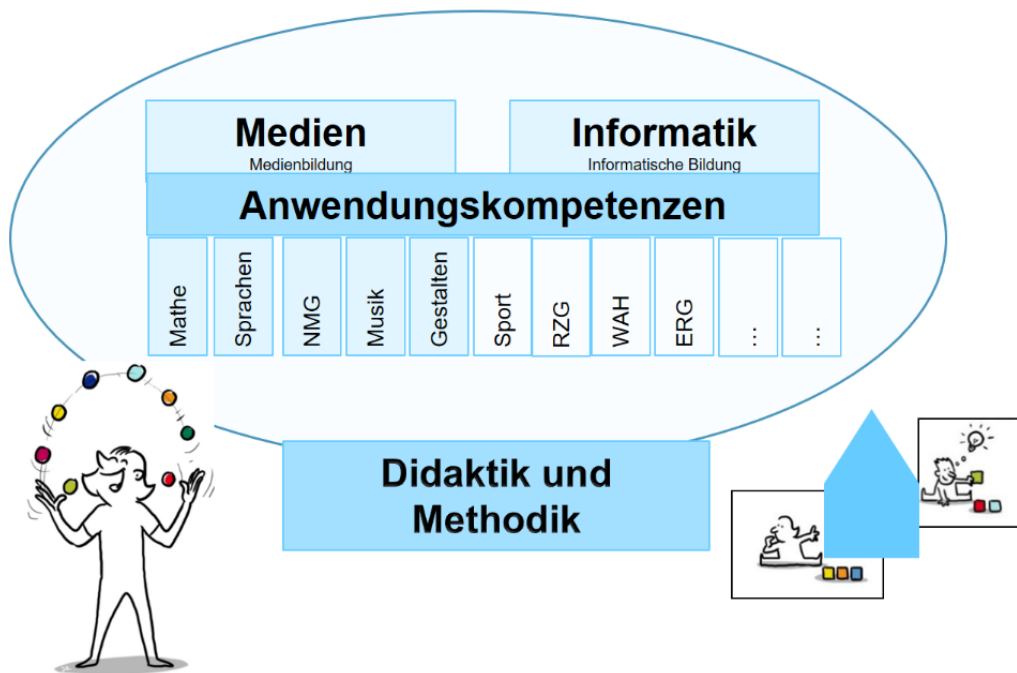 Medien
Medienbildung
Informatik
Informatische Bildung
Anwendungskompetenzen
Mathe
Sprachen
NMG
Musik
Gestalten
Sport
RZG
WAH
ERG
...
...
Didaktik und
Methodik